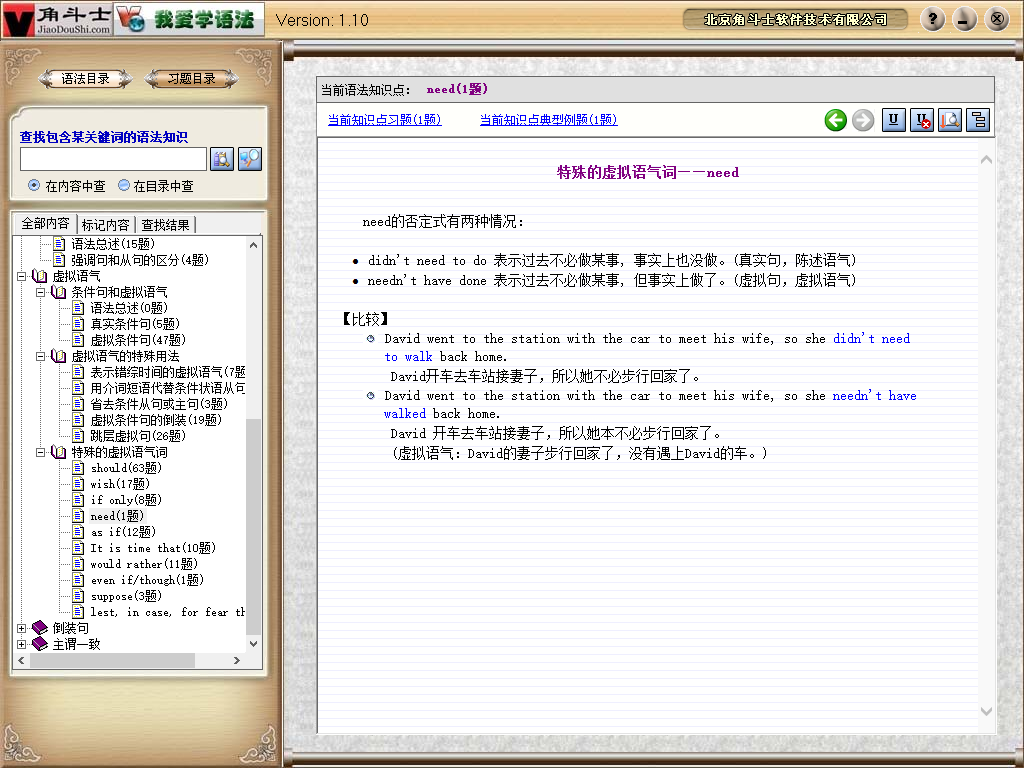 角斗士
JiaoDouShi.com
我爱学语法
Version: 1.10
北京角斗士软件技术有限公司
语法目录
习题目录
查找包含某关键词的语法知识
在内容中查
在目录中查
全部内容
标记内容
查找结果
语法总述(15题)
强调句和从句的区分(4题)
虚拟语气
条件句和虚拟语气
语法总述(0题)
真实条件句(5题)
虚拟条件句(47题)
虚拟语气的特殊用法
表示错综时间的虚拟语气(7题
用介词短语代替条件状语从句
省去条件从句或主句(3题)
虚拟条件句的倒装(19题)
跳层虚拟句(26题)
特殊的虚拟语气词
should(63题)
wish(17题)
if only(8题)
need(1题)
as if(12题)
It is time that(10题)
would rather(11题)
even if/though(1题)
suppose(3题)
lest, in case, for fear th
倒装句
主谓一致
当前语法知识点： need(1题)
当前知识点习题(1题)
当前知识点典型例题(1题)
特殊的虚拟语气词——need
need的否定式有两种情况：
didn't need to do 表示过去不必做某事，事实上也没做。(真实句，陈述语气)
needn't have done 表示过去不必做某事，但事实上做了。(虚拟句，虚拟语气)
【比较】
David went to the station with the car to meet his wife, so she didn't need
to walk back home.
David开车去车站接妻子，所以她不必步行回家了。
David went to the station with the car to meet his wife, so she needn't have
walked back home.
David 开车去车站接妻子，所以她本不必步行回家了。
(虚拟语气：David的妻子步行回家了，没有遇上David的车。)